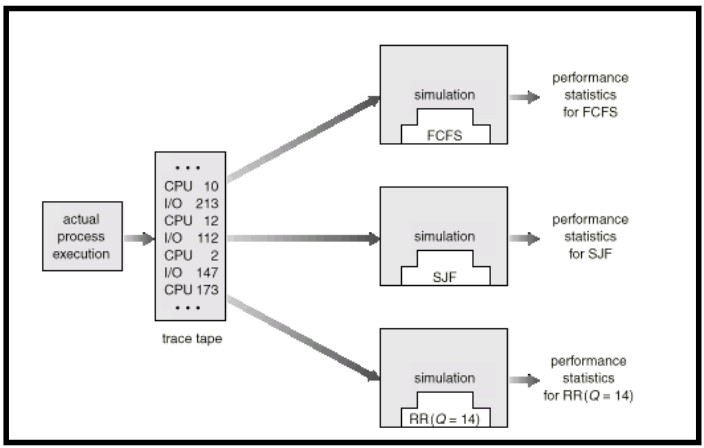 actual
process
execution
• • •
CPU 10
I/O 213
CPU 12
I/O 112
CPU 2
I/O 147
CPU 173
• • •
trace tape
simulation
FCFS
performance
statistics
for FCFS
simulation
SJF
performance
statistics
for SJF
simulation
RR(Q = 14)
performance
statistics
for RR(Q = 14)